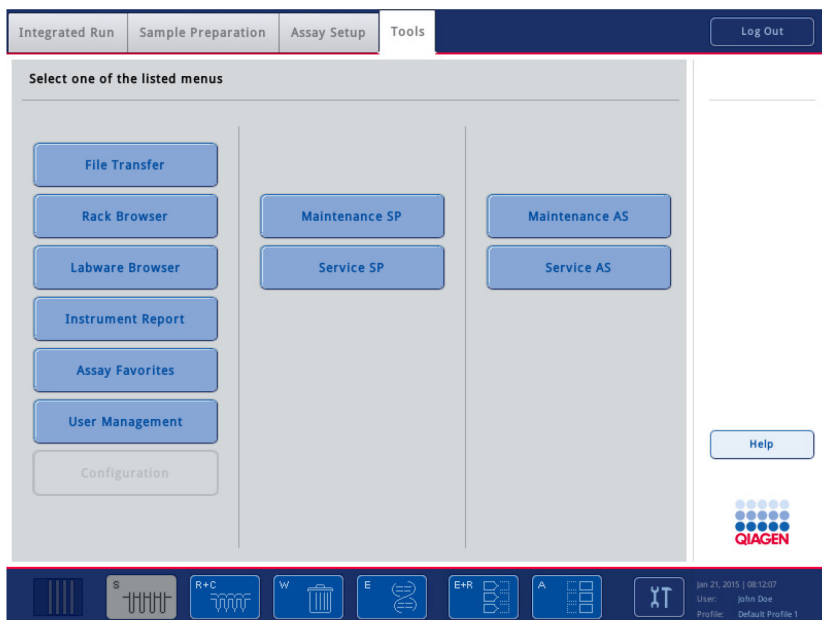 Integrated Run
Sample Preparation
Assay Setup
Tools
Log Out
Select one of the listed menus
File Transfer
Rack Browser
Maintenance SP
Maintenance AS
Labware Browser
Service SP
Service AS
Instrument Report
Assay Favorites
User Management
Help
Configuration
QIAGEN
S
R+C
W
E
E+R
A
Jan 21, 2015 | 08:12:07
User: John Doe
Profile: Default Profile 1